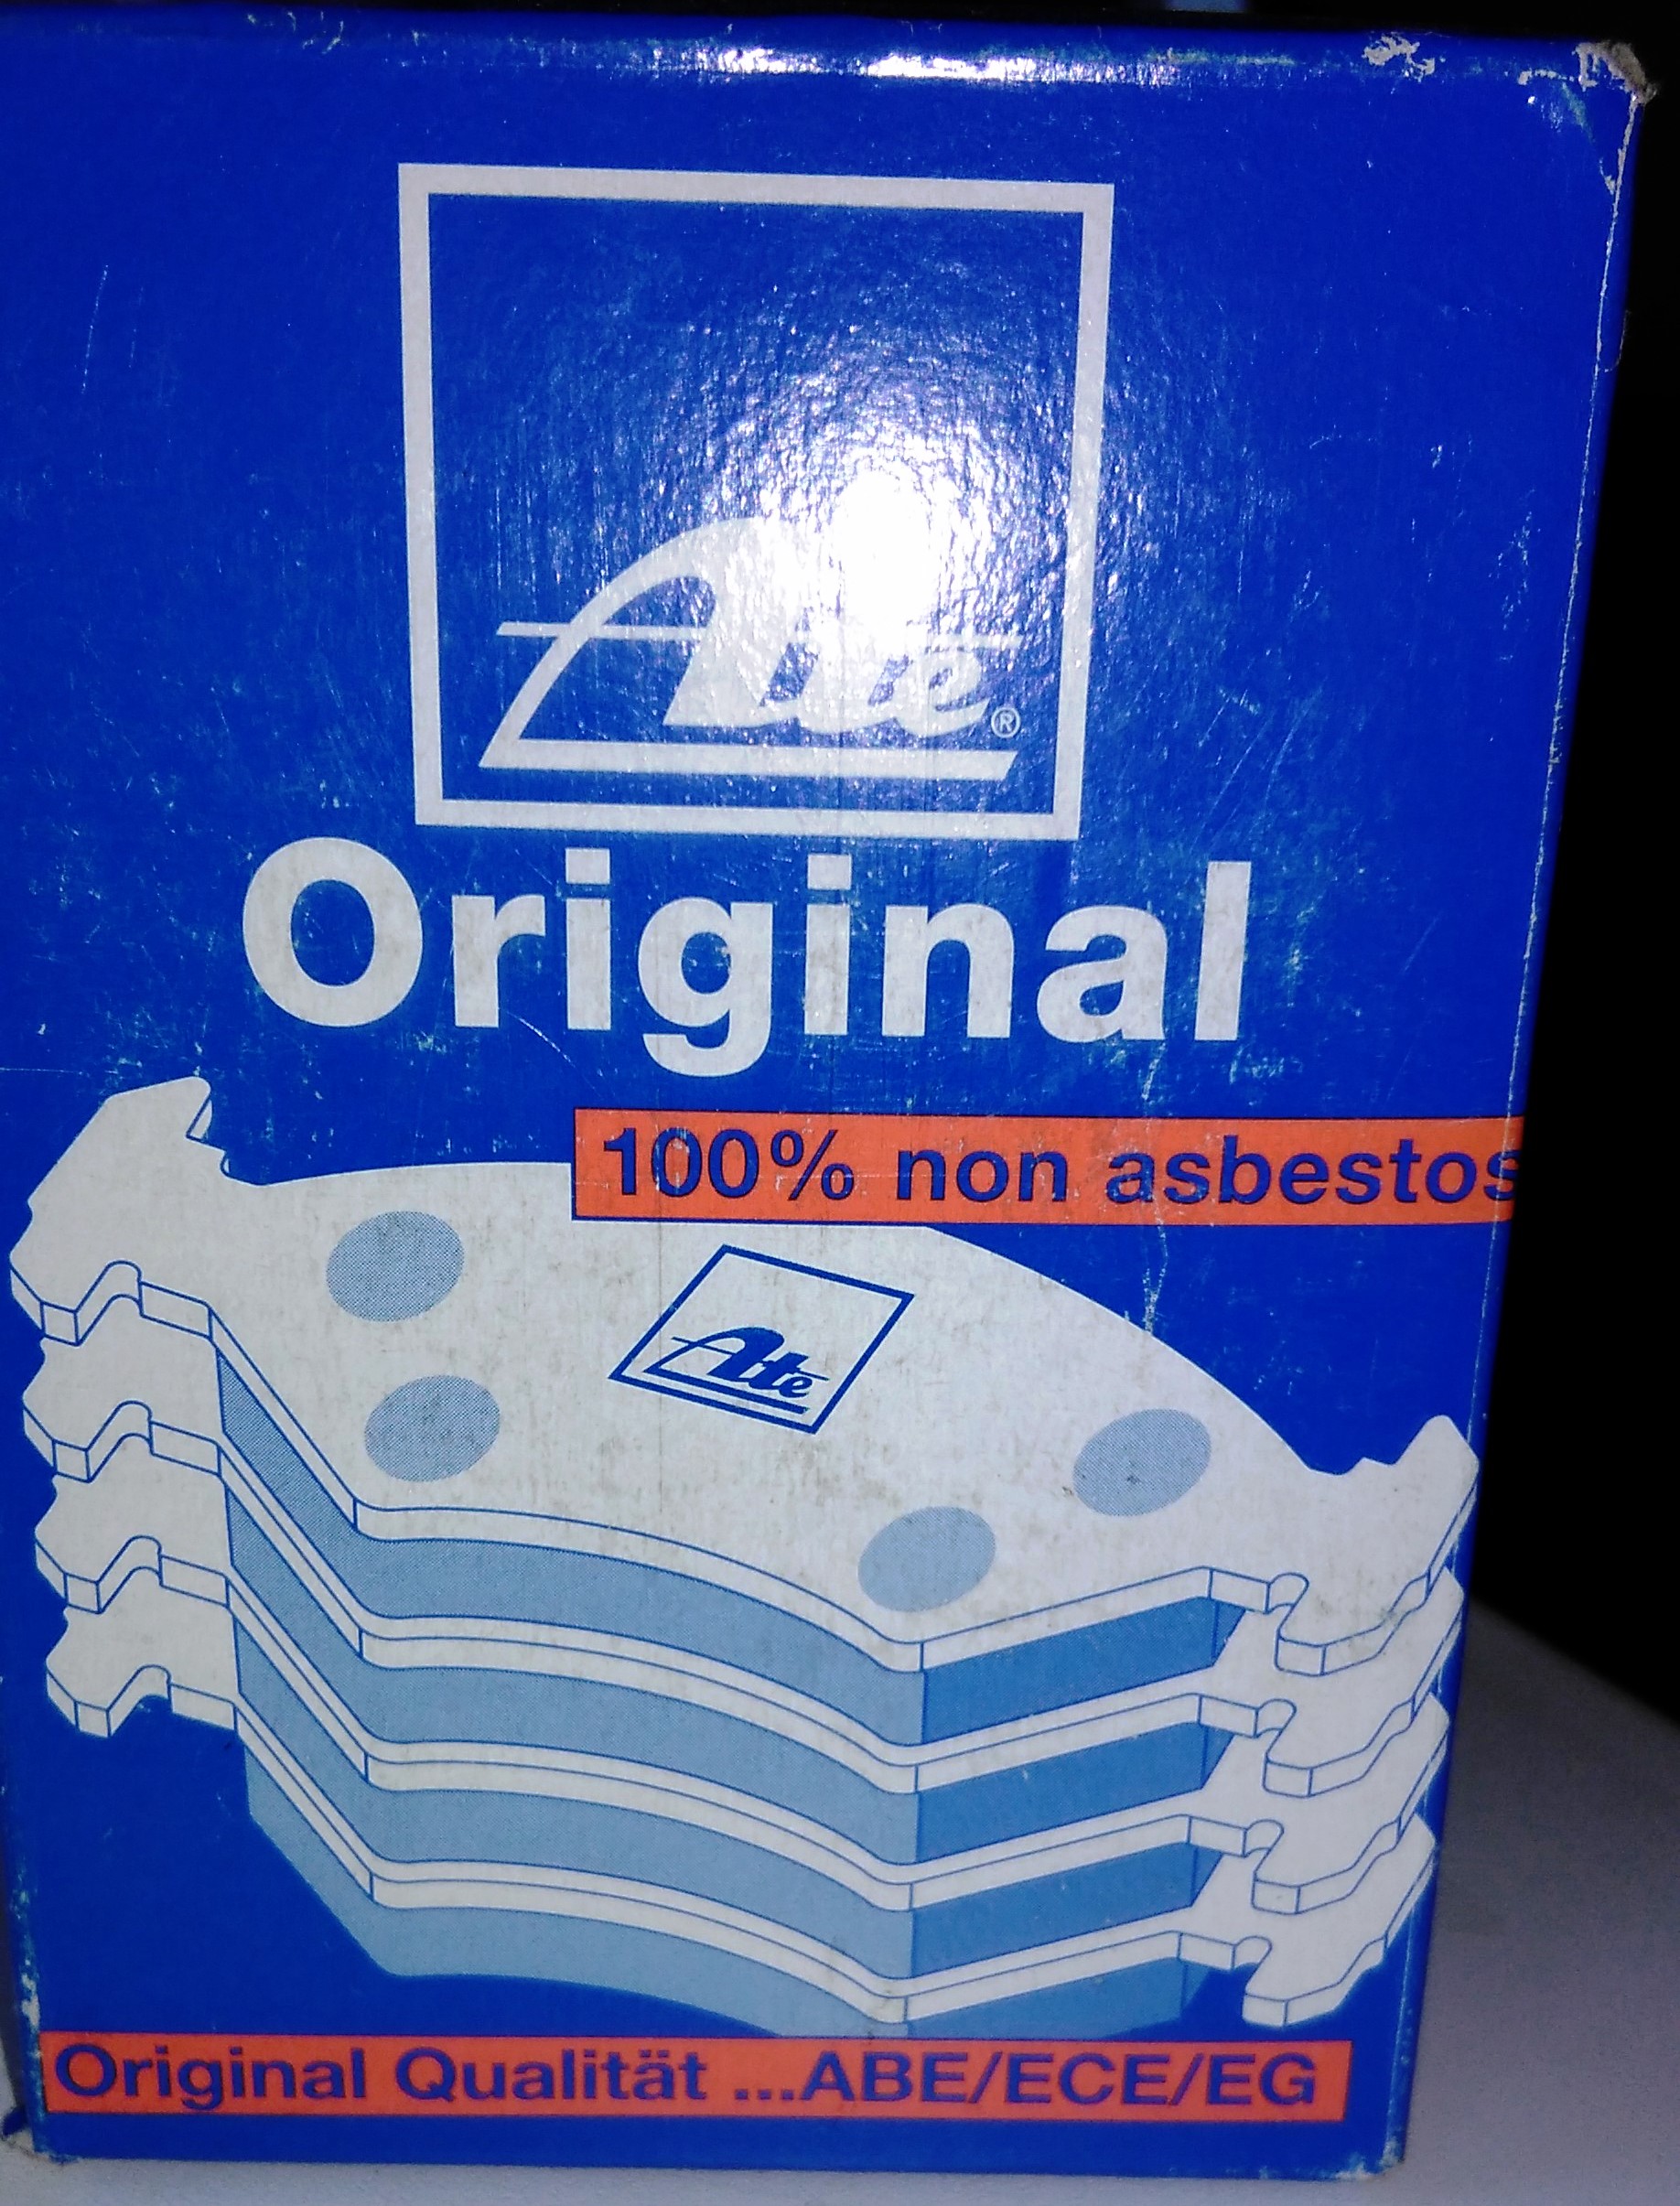 Ate®
Original
100% non asbestos
Ate
Original Qualität ...ABE/ECE/EG